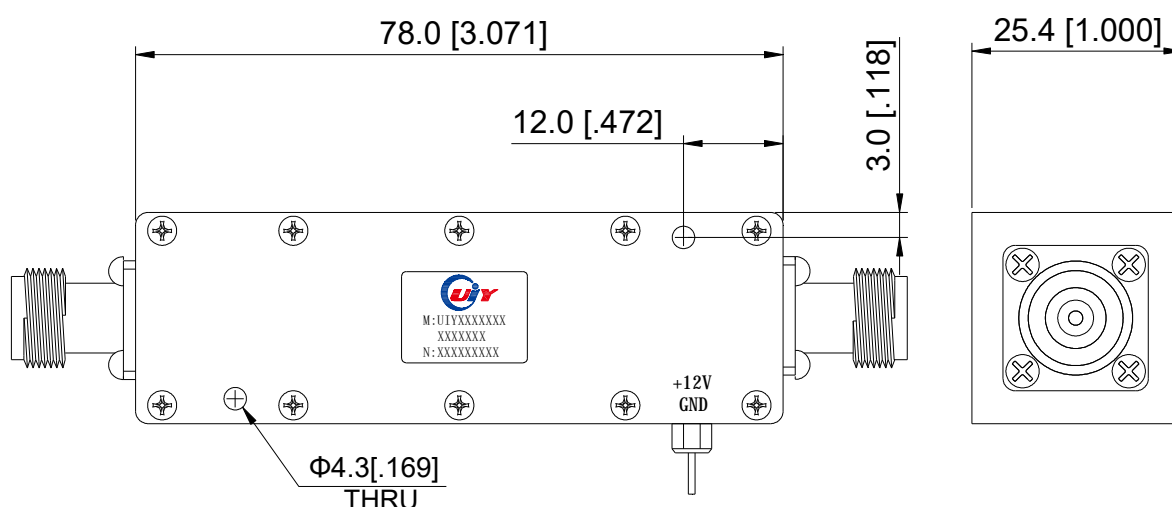 78.0 [3.071]
25.4 [1.000]
12.0 [.472]
3.0 [.118]
UiY
M:UIYXXXXXXX
XXXXXXX
N:XXXXXXXXX
+12V
GND
Φ4.3[.169]
THRU